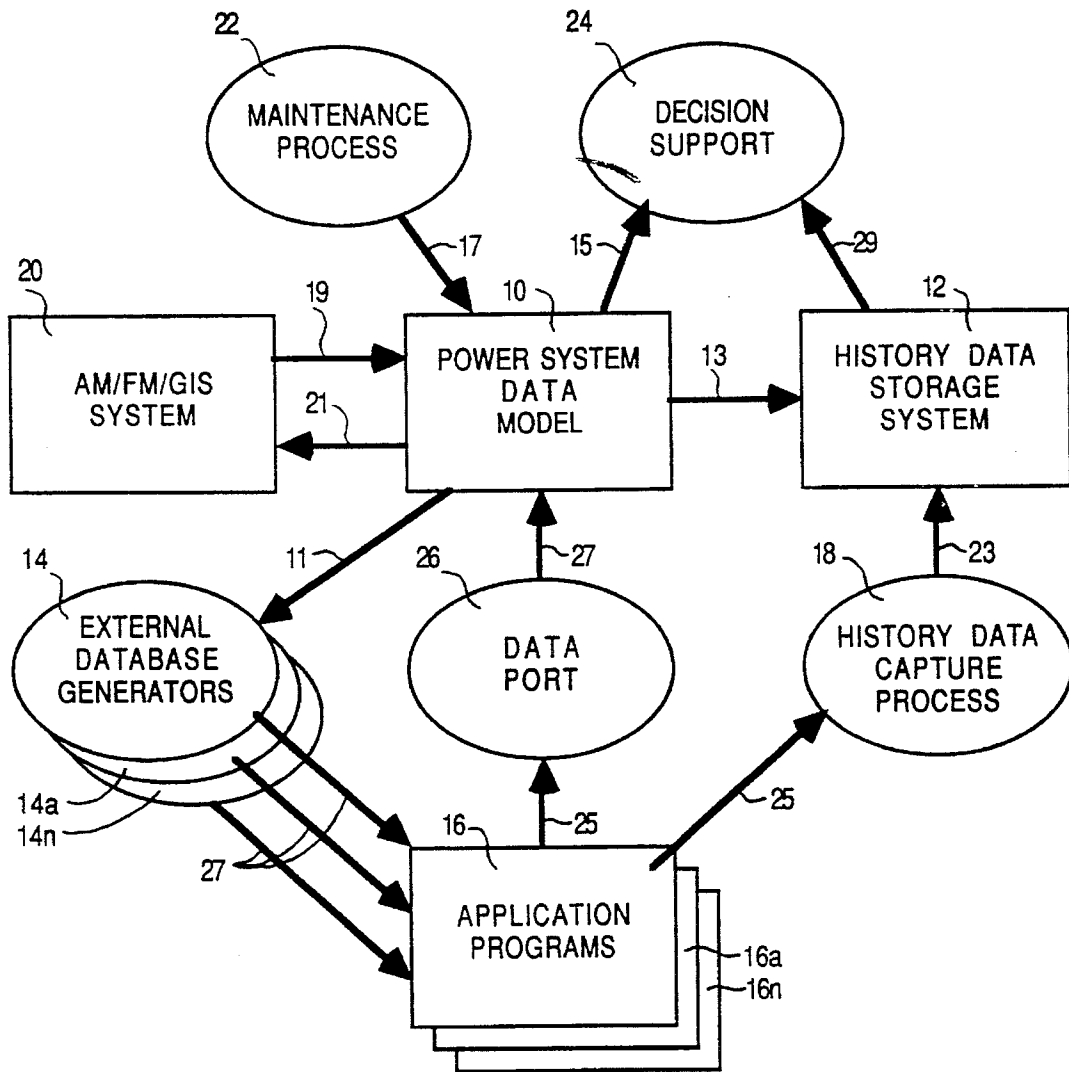 22
MAINTENANCE
PROCESS
24
DECISION
SUPPORT
17
15
29
20
AM/FM/GIS
SYSTEM
19
21
10
POWER SYSTEM
DATA
MODEL
13
12
HISTORY DATA
STORAGE
SYSTEM
11
27
23
14
EXTERNAL
DATABASE
GENERATORS
14a
14n
26
DATA
PORT
18
HISTORY DATA
CAPTURE
PROCESS
27
25
25
16
APPLICATION
PROGRAMS
16a
16n